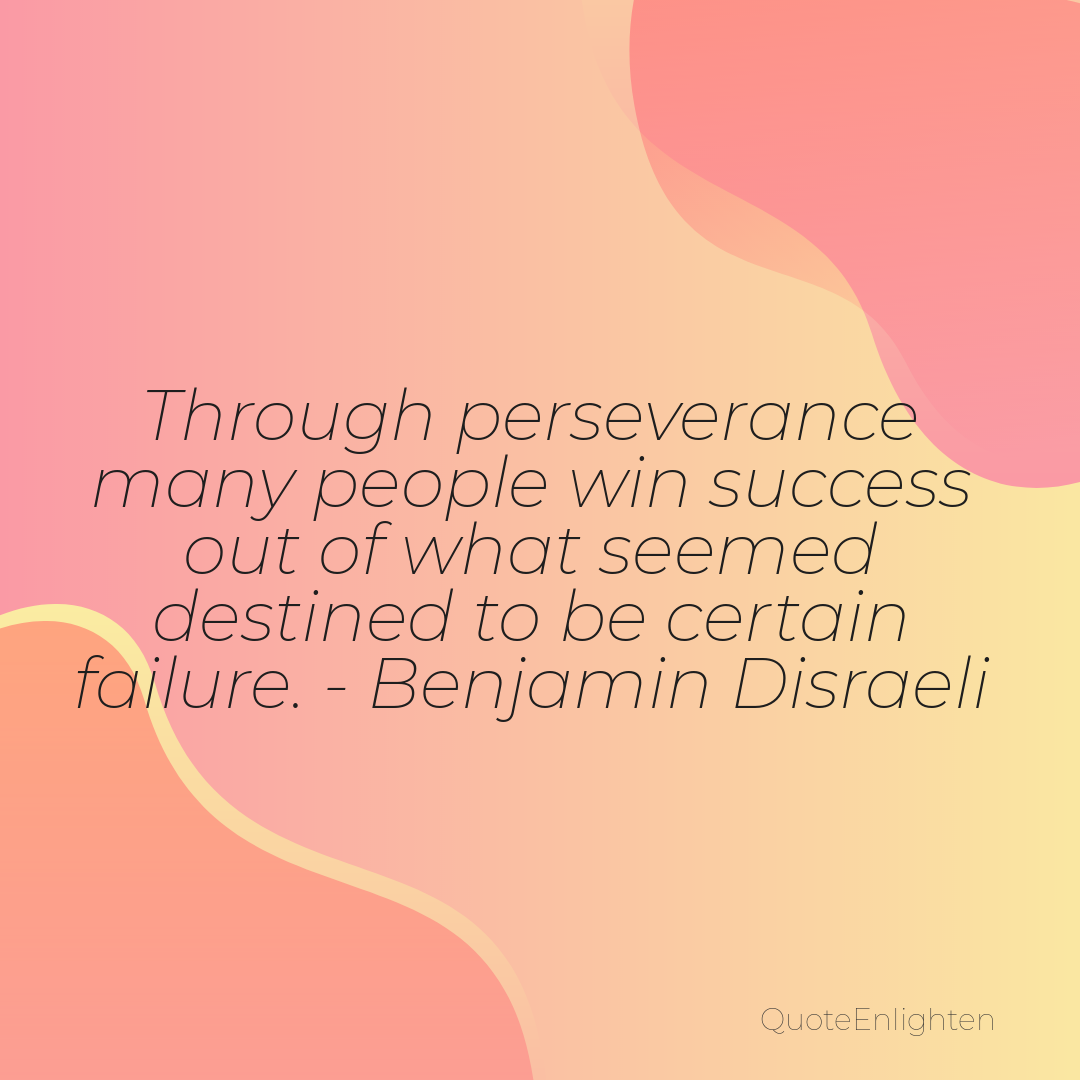 Through perseverance
many people win success
out of what seemed
destined to be certain
failure. - Benjamin Disraeli
QuoteEnlighten